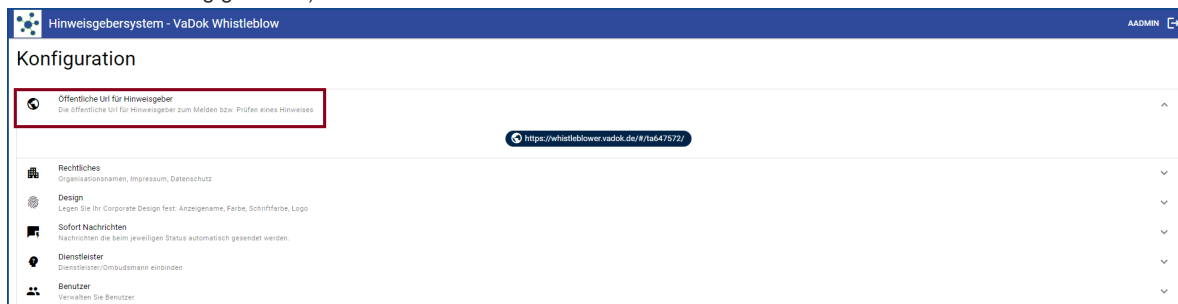 Hinweisgebersystem - VaDok Whistleblow
AADMIN
Konfiguration
Öffentliche Url für Hinweisgeber
Die öffentliche Url für Hinweisgeber zum Melden bzw. Prüfen eines Hinweises
https://whistleblower.vadok.de/#/ta647572/
Rechtliches
Organisationsnamen, Impressum, Datenschutz
Design
Legen Sie Ihr Corporate Design fest: Anzeigename, Farbe, Schriftfarbe, Logo
Sofort Nachrichten
Nachrichten die beim jeweiligen Status automatisch gesendet werden.
Dienstleister
Dienstleister/Ombudsmann einbinden
Benutzer
Verwalten Sie Benutzer